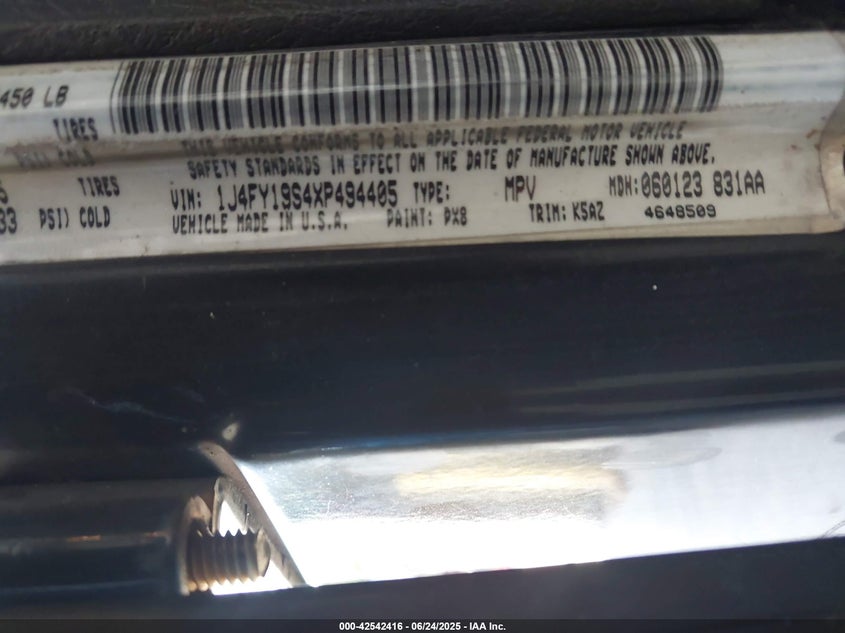 450 LB
TIRES
PSI) COLD
THIS VEHICLE CONFORMS TO ALL APPLICABLE FEDERAL MOTOR VEHICLE
SAFETY STANDARDS IN EFFECT ON THE DATE OF MANUFACTURE SHOWN ABOVE.
TIRES
VIN: 1J4FY19S4XP494405 TYPE: MPV MDH: 060123 831AA
33 PSI) COLD
VEHICLE MADE IN U.S.A. PAINT: PX8 TRIM: K5AZ 4648509
000-42542416 - 06/24/2025 - IAA Inc.